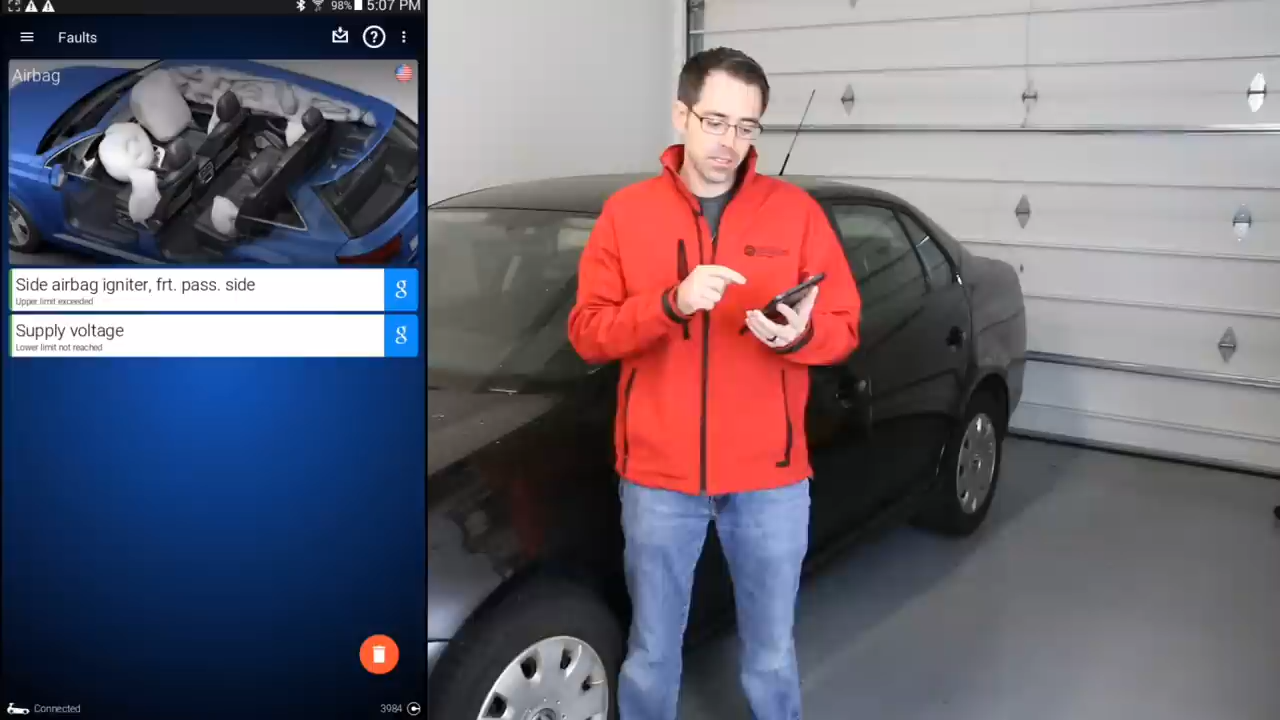 98% 5:07 PM
Faults
Airbag
Side airbag igniter, frt. pass. side
Upper limit exceeded
g
Supply voltage
Lower limit not reached
g
Connected
3984